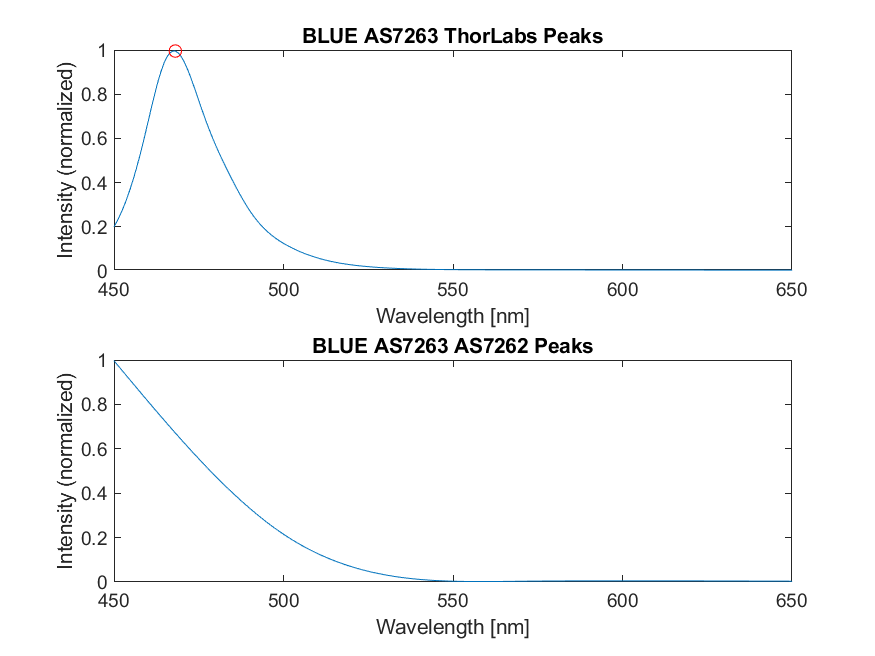 BLUE AS7263 ThorLabs Peaks
1
0.8
0.6
0.4
0.2
0
Intensity (normalized)
450 500 550 600 650
Wavelength [nm]
BLUE AS7263 AS7262 Peaks
1
0.8
0.6
0.4
0.2
0
Intensity (normalized)
450 500 550 600 650
Wavelength [nm]